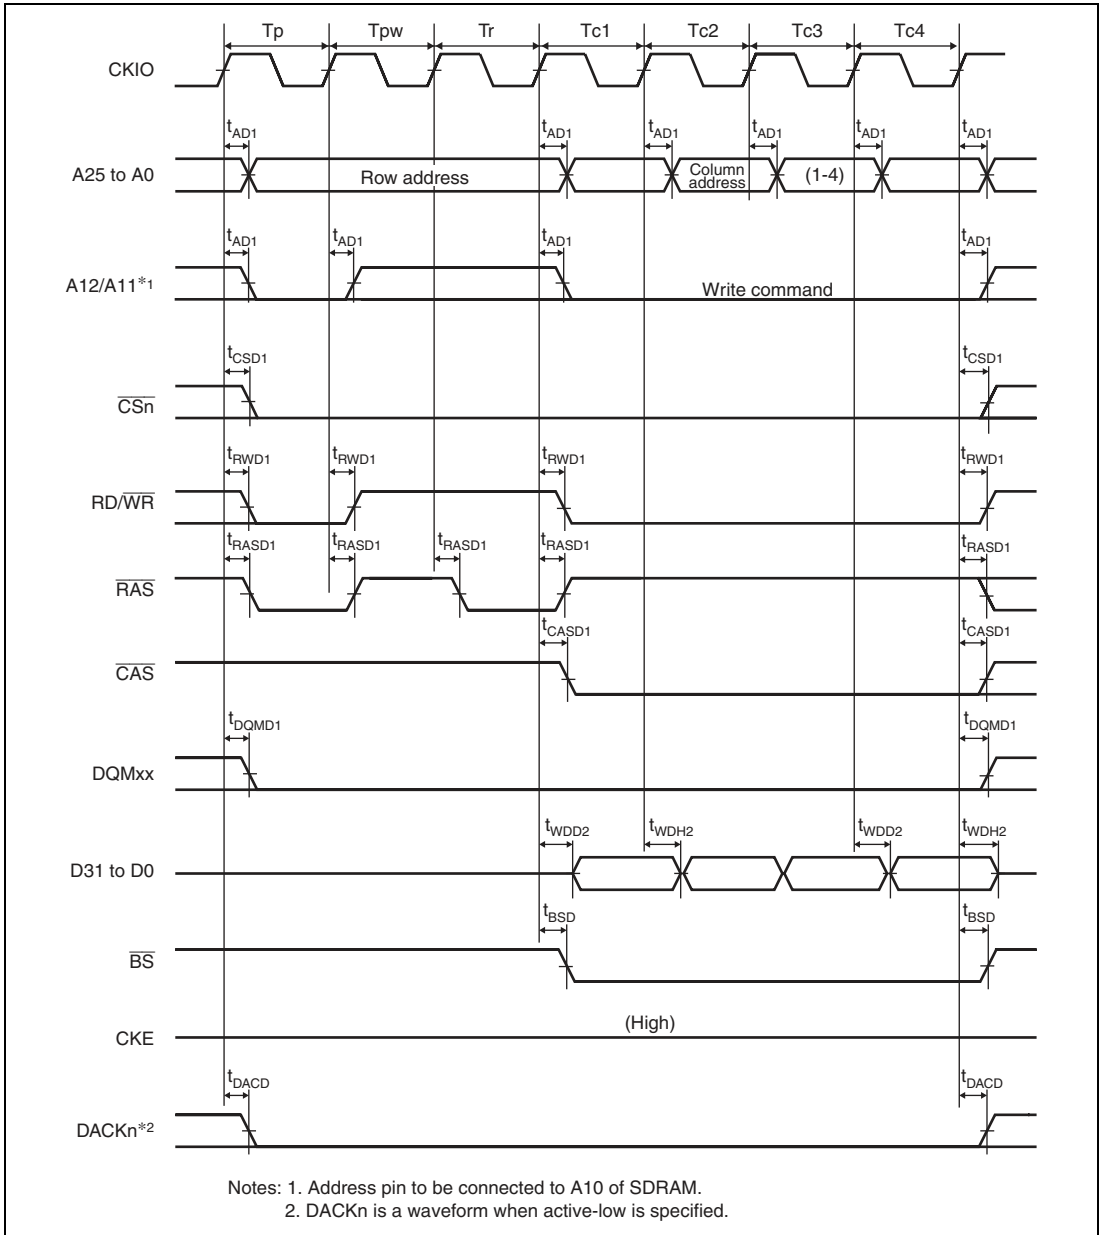 Tp Tpw Tr Tc1 Tc2 Tc3 Tc4
CKIO
tAD1 tAD1 tAD1 tAD1 tAD1 tAD1
A25 to A0 Row address Column address (1-4)
tAD1 tAD1 tAD1 tAD1
A12/A11*1 Write command
tCSD1 tCSD1
CSn
tRWD1 tRWD1 tRWD1 tRWD1
RD/WR
tRASD1 tRASD1 tRASD1 tRASD1 tRASD1
RAS
tCASD1 tCASD1
CAS
tDQMD1 tDQMD1
DQMxx
tWDD2 tWDH2 tWDD2 tWDH2
D31 to D0
tBSD tBSD
BS
(High)
CKE
tDACD tDACD
DACKn*2
Notes: 1. Address pin to be connected to A10 of SDRAM.
2. DACKn is a waveform when active-low is specified.